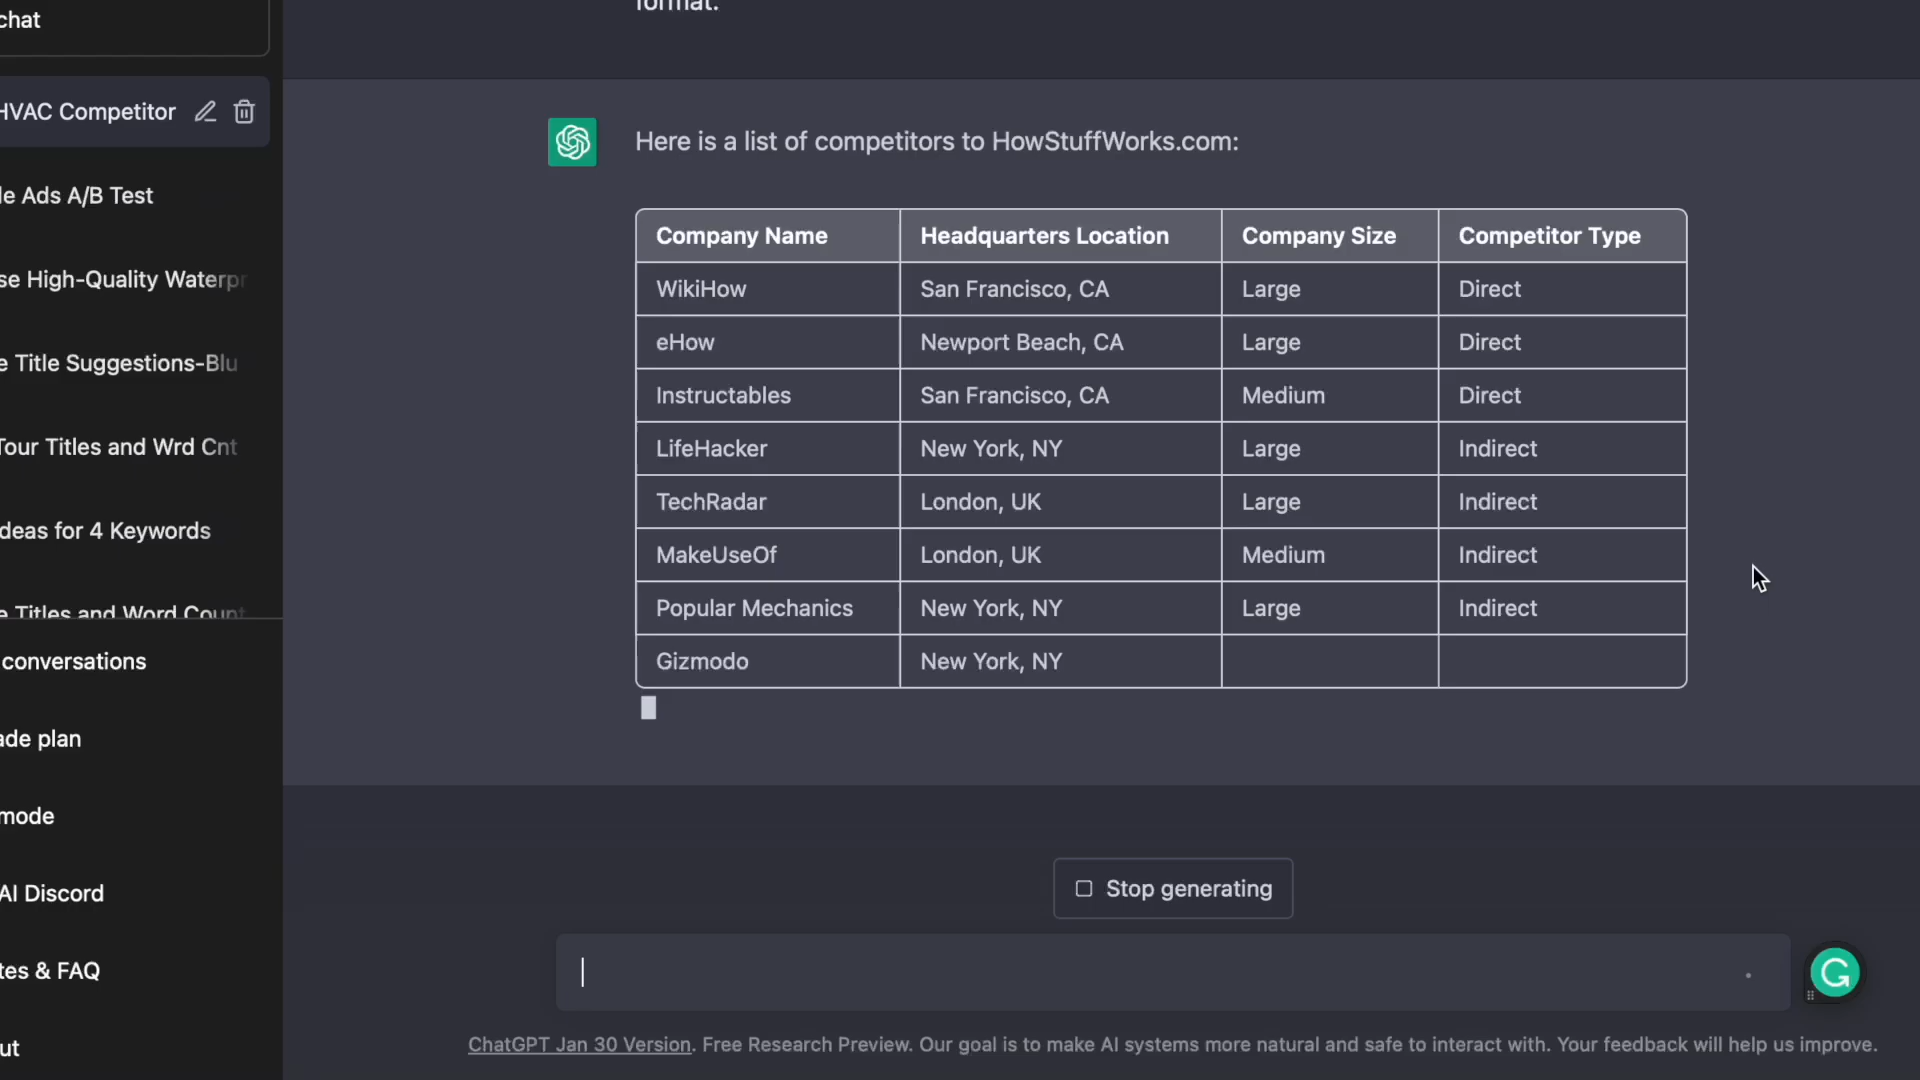 chat
HVAC Competitor
le Ads A/B Test
se High-Quality Waterpr
e Title Suggestions-Blu
Tour Titles and Wrd Cnt
deas for 4 Keywords
e Titles and Word Count
conversations
ade plan
mode
AI Discord
tes & FAQ
ut
format.
Here is a list of competitors to HowStuffWorks.com:
Company Name Headquarters Location Company Size Competitor Type
WikiHow San Francisco, CA Large Direct
eHow Newport Beach, CA Large Direct
Instructables San Francisco, CA Medium Direct
LifeHacker New York, NY Large Indirect
TechRadar London, UK Large Indirect
MakeUseOf London, UK Medium Indirect
Popular Mechanics New York, NY Large Indirect
Gizmodo New York, NY
Stop generating
ChatGPT Jan 30 Version. Free Research Preview. Our goal is to make AI systems more natural and safe to interact with. Your feedback will help us improve.